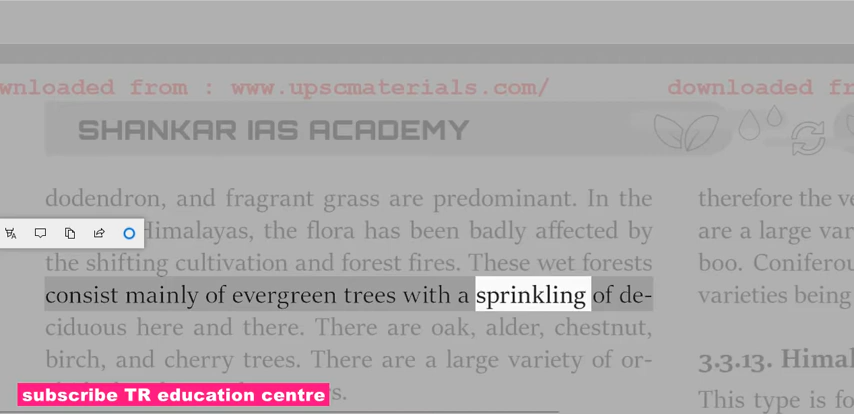 wnloaded from : www.upscmaterials.com/ downloaded fr
SHANKAR IAS ACADEMY
dodendron, and fragrant grass are predominant. In the
Himalayas, the flora has been badly affected by
the shifting cultivation and forest fires. These wet forests
consist mainly of evergreen trees with a sprinkling of de-
ciduous here and there. There are oak, alder, chestnut,
birch, and cherry trees. There are a large variety of or-
s.
therefore the ve
are a large var
boo. Conifero
varieties being
3.3.13. Himal
This type is fo
subscribe TR education centre